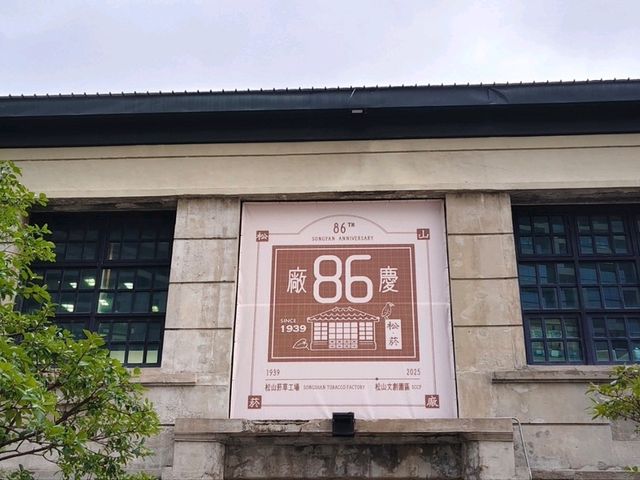 86TH
SONGYAN ANNIVERSARY
松 山
廠 86 慶
SINCE
1939
松菸
1939 2025
松山菸草工場 SONGSHAN TOBACCO FACTORY 松山文創園區 SCCP
菸 廠